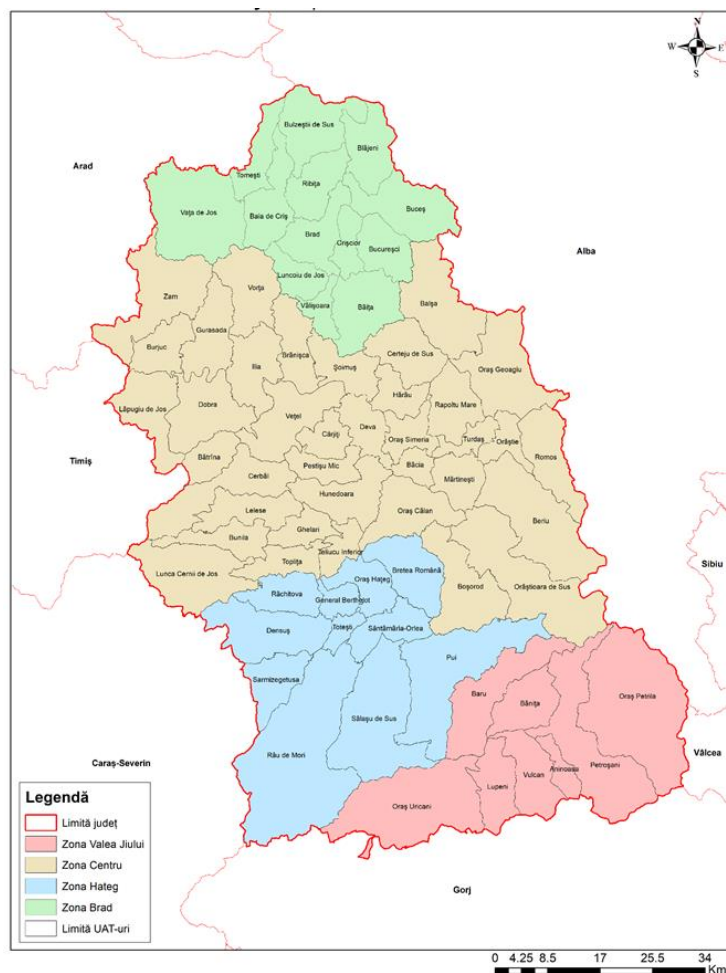 N
W
E
S
Arad
Bulzeștii de Sus
Blăjeni
Tomești
Ribița
Vața de Jos
Baia de Criș
Buceș
Brad
Crișcior
Bucureșci
Alba
Luncoiu de Jos
Vălișoara
Băița
Zam
Vorța
Balșa
Gurasada
Burjuc
Ilia
Brănișca
Șoimuș
Certeju de Sus
Oraș Geoagiu
Lăpugiu de Jos
Dobra
Hărău
Rapoltu Mare
Vețel
Cârjiți
Deva
Oraș Simeria
Turdaș
Orăștie
Romos
Timiș
Bătrîna
Cerbăl
Pestișu Mic
Băcia
Mărtinești
Hunedoara
Lelese
Oraș Călan
Beriu
Bunila
Ghelari
Teliucu Inferior
Toplița
Lunca Cernii de Jos
Sibiu
Bretea Română
Oraș Hațeg
Boșorod
Orăștioara de Sus
Răchitova
General Berthelot
Densuș
Totești
Sântămăria-Orlea
Pui
Sarmizegetusa
Baru
Bănița
Oraș Petrila
Sălașu de Sus
Râu de Mori
Vâlcea
Caraș-Severin
Oraș Uricani
Lupeni
Vulcan
Aninoasa
Petroșani
Legendă
Limită județ
Zona Valea Jiului
Zona Centru
Zona Hateg
Zona Brad
Limită UAT-uri
Gorj
0 4.25 8.5 17 25.5 34
Km